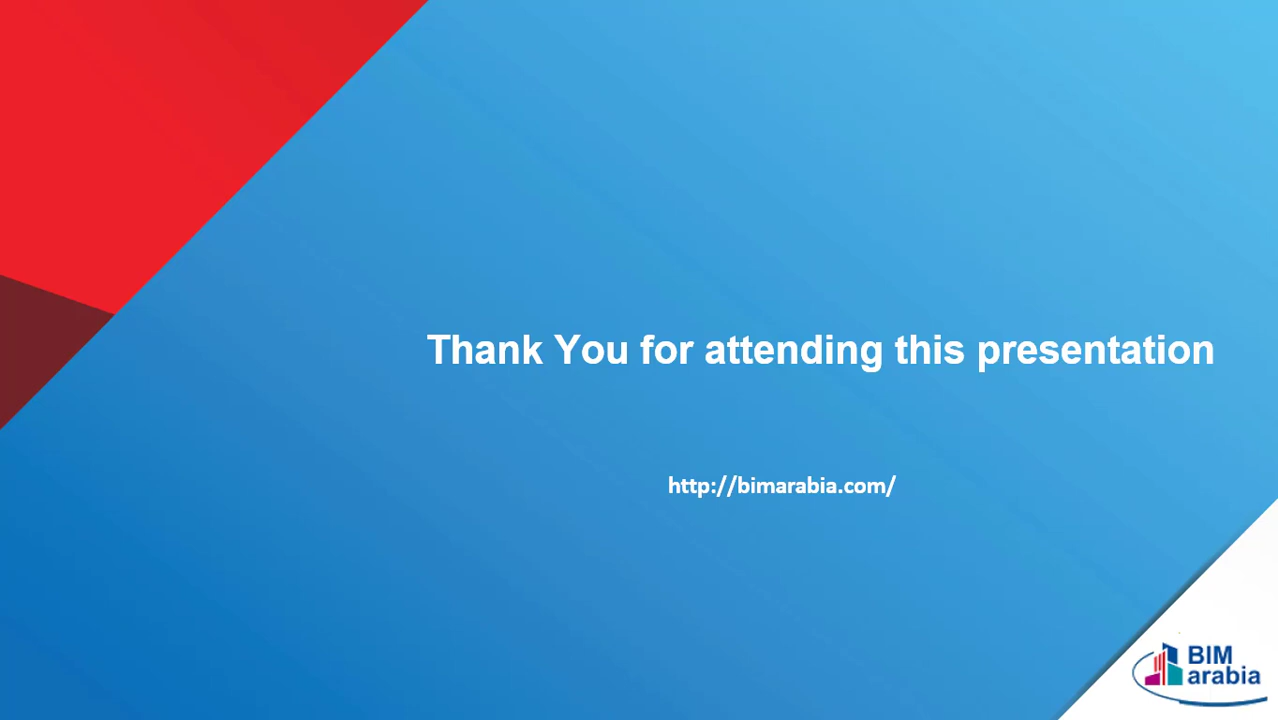 Thank You for attending this presentation
http://bimarabia.com/
BIM
arabia